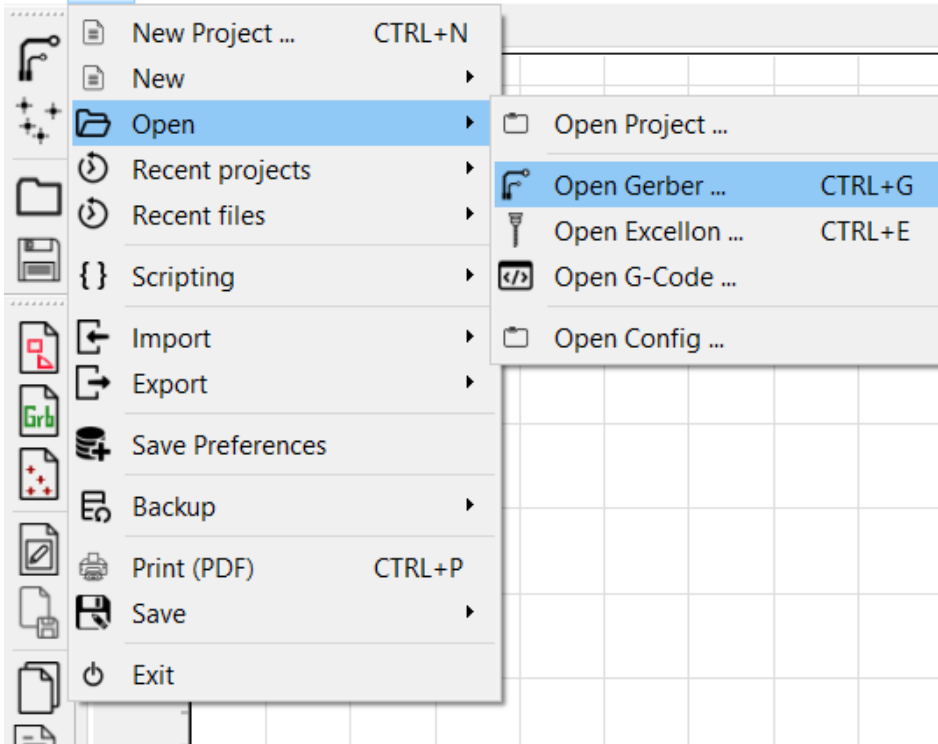 New Project ... CTRL+N
New
Open
Recent projects
Recent files
Scripting
Import
Export
Save Preferences
Backup
Print (PDF) CTRL+P
Save
Exit
Open Project ...
Open Gerber ... CTRL+G
Open Excellon ... CTRL+E
Open G-Code ...
Open Config ...
Grb